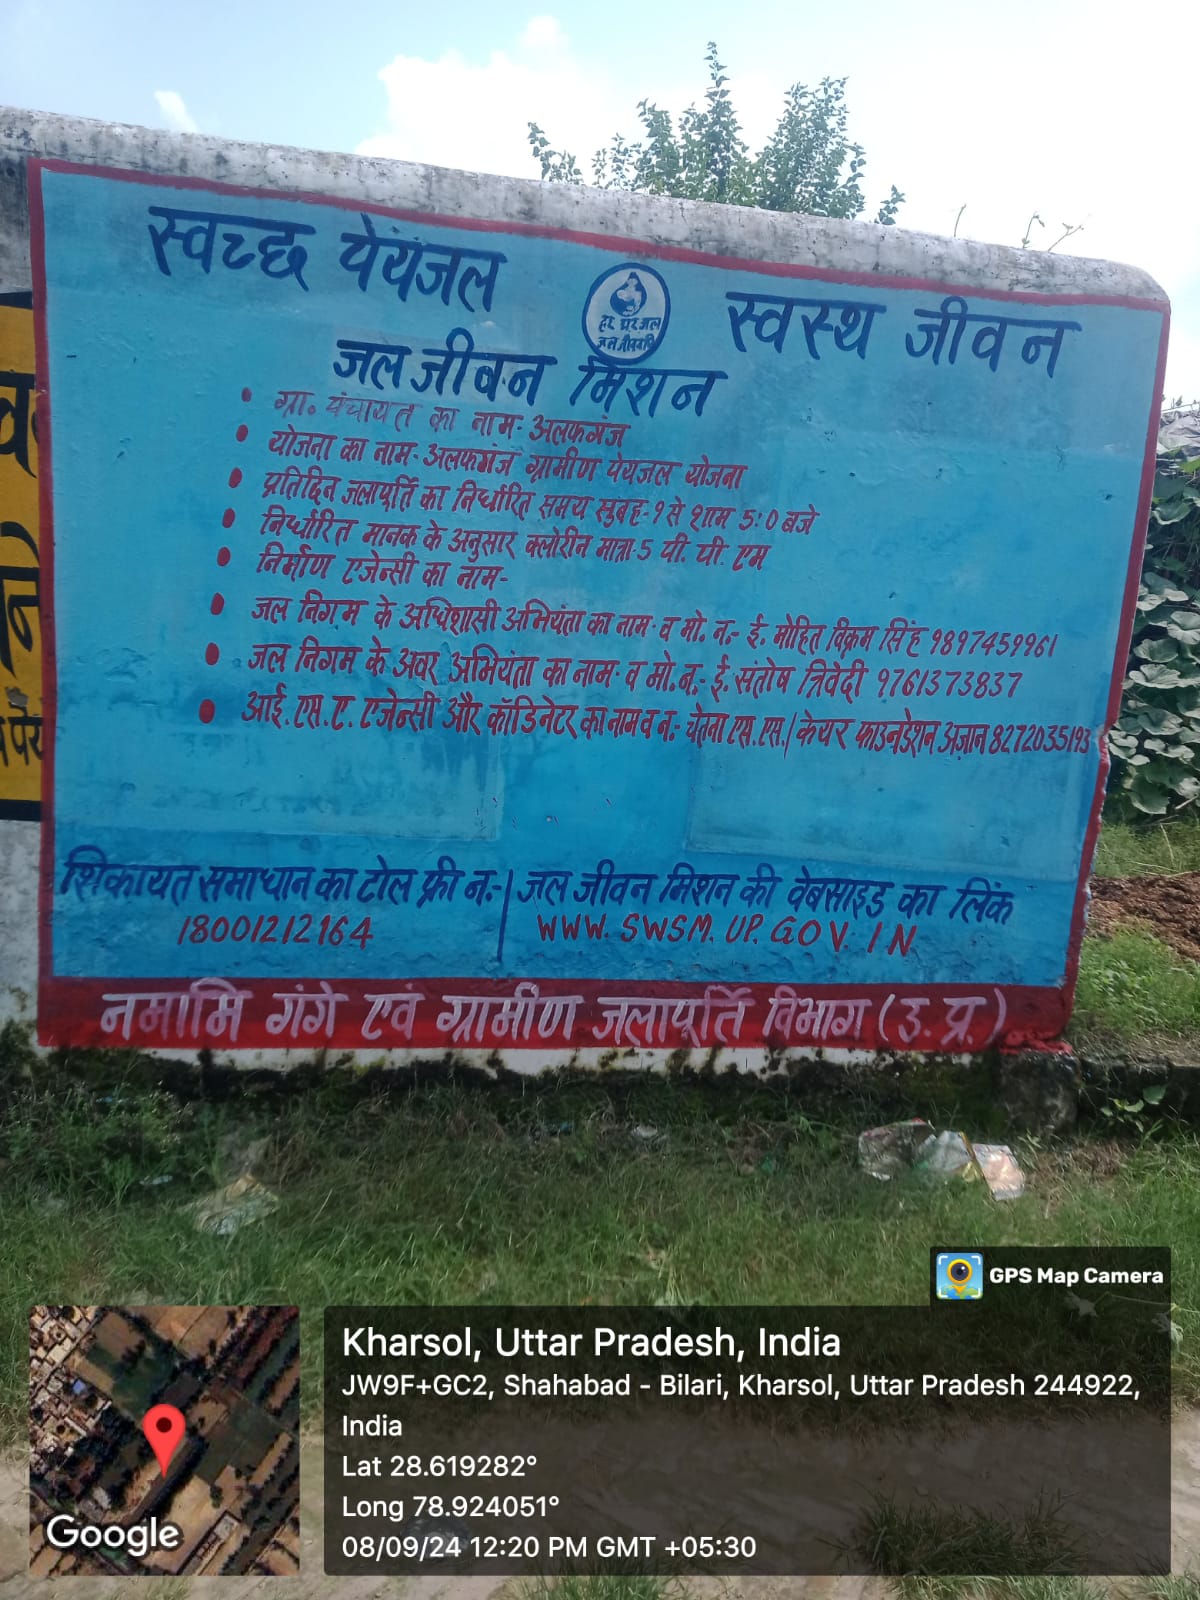 स्वच्छ पेयजल
स्वस्थ जीवन
हर घर जल
जल जीवन मिशन
ग्रा. पंचायत का नाम- अलफगंज
योजना का नाम- अलफगंज ग्रामीण पेयजल योजना
प्रतिदिन जलापूर्ति का निर्धारित समय सुबह-9 से शाम 5:0 बजे
निर्धारित मानक के अनुसार क्लोरीन मात्रा-5 पी. पी. एम
निर्माण एजेन्सी का नाम-
जल निगम के अधिशासी अभियंता का नाम व मो. न.- ई. मोहित विक्रम सिंह 9897459961
जल निगम के अवर अभियंता का नाम व मो. न.- ई. संतोष त्रिवेदी 9761373837
आई. एस. ए. एजेन्सी और कॉडिनेटर का नाम व न.- चेतना एस.एस./केयर फाउनडेशन अज़ान 8272035193
शिकायत समाधान का टोल फ्री न.- | जल जीवन मिशन की वेबसाइड का लिंक
18001212164 WWW.SWSM.UP.GOV.IN
नमामि गंगे एवं ग्रामीण जलापूर्ति विभाग (उ.प्र.)
GPS Map Camera
Kharsol, Uttar Pradesh, India
JW9F+GC2, Shahabad - Bilari, Kharsol, Uttar Pradesh 244922,
India
Lat 28.619282°
Long 78.924051°
08/09/24 12:20 PM GMT +05:30
Google